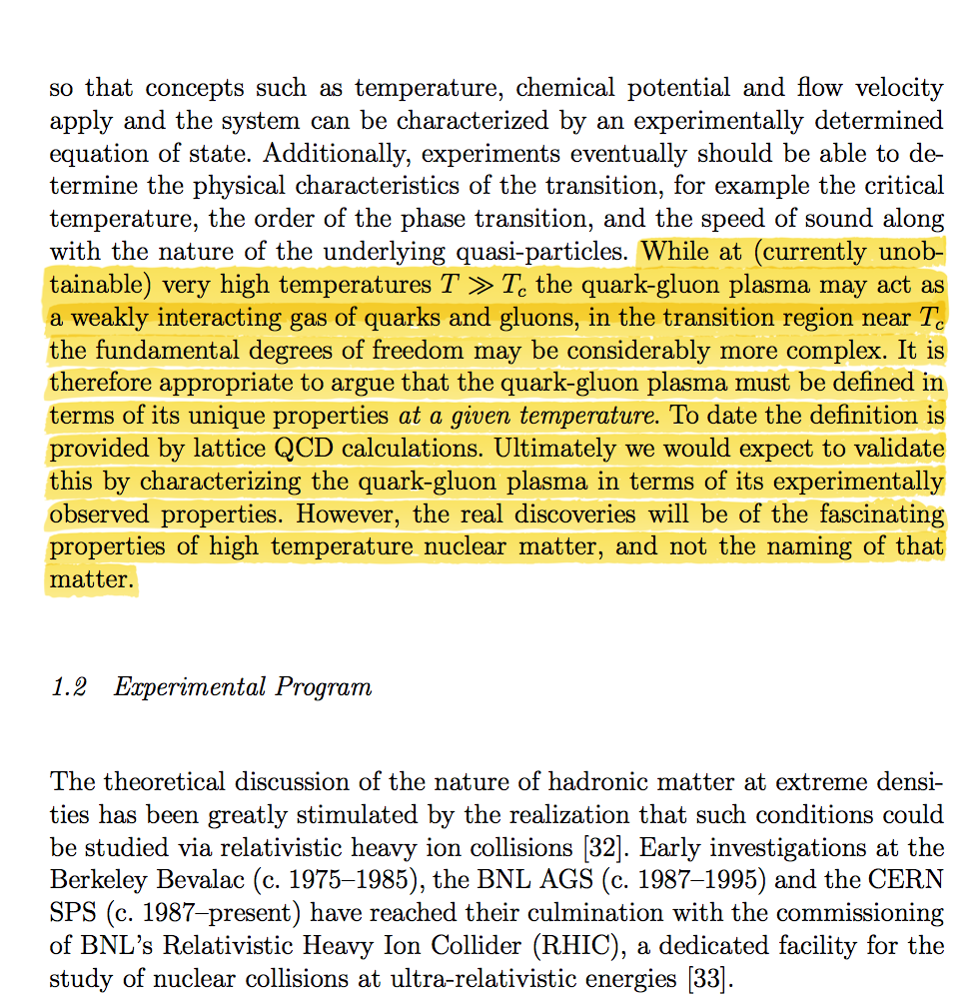 so that concepts such as temperature, chemical potential and flow velocity
apply and the system can be characterized by an experimentally determined
equation of state. Additionally, experiments eventually should be able to de-
termine the physical characteristics of the transition, for example the critical
temperature, the order of the phase transition, and the speed of sound along
with the nature of the underlying quasi-particles. While at (currently unob-
tainable) very high temperatures T ≫ Tc the quark-gluon plasma may act as
a weakly interacting gas of quarks and gluons, in the transition region near Tc
the fundamental degrees of freedom may be considerably more complex. It is
therefore appropriate to argue that the quark-gluon plasma must be defined in
terms of its unique properties at a given temperature. To date the definition is
provided by lattice QCD calculations. Ultimately we would expect to validate
this by characterizing the quark-gluon plasma in terms of its experimentally
observed properties. However, the real discoveries will be of the fascinating
properties of high temperature nuclear matter, and not the naming of that
matter.
1.2 Experimental Program
The theoretical discussion of the nature of hadronic matter at extreme densi-
ties has been greatly stimulated by the realization that such conditions could
be studied via relativistic heavy ion collisions [32]. Early investigations at the
Berkeley Bevalac (c. 1975–1985), the BNL AGS (c. 1987–1995) and the CERN
SPS (c. 1987–present) have reached their culmination with the commissioning
of BNL's Relativistic Heavy Ion Collider (RHIC), a dedicated facility for the
study of nuclear collisions at ultra-relativistic energies [33].